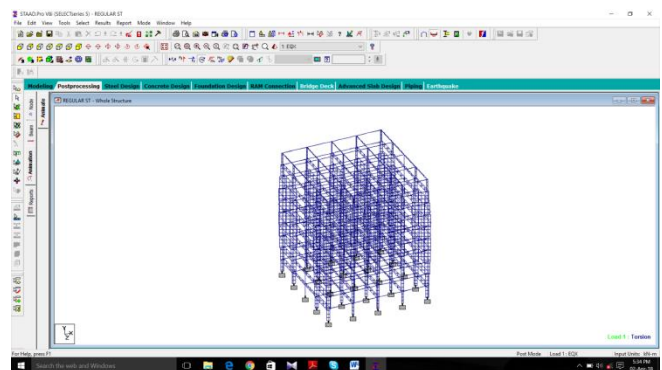 STAAD.Pro V8i (SELECTseries 5) - REGULAR ST
File Edit View Tools Select Results Report Mode Window Help
1: EQX
Modeling Postprocessing Steel Design Concrete Design Foundation Design RAM Connection Bridge Deck Advanced Slab Design Piping Earthquake
REGULAR ST - Whole Structure
Node
Beam
Animation
Reports
Animate
Y
X
Z
Load 1 : Torsion
For Help, press F1
Post Mode
Load 1 : EQX
Input Units: kN-m
Search the web and Windows
5:34 PM